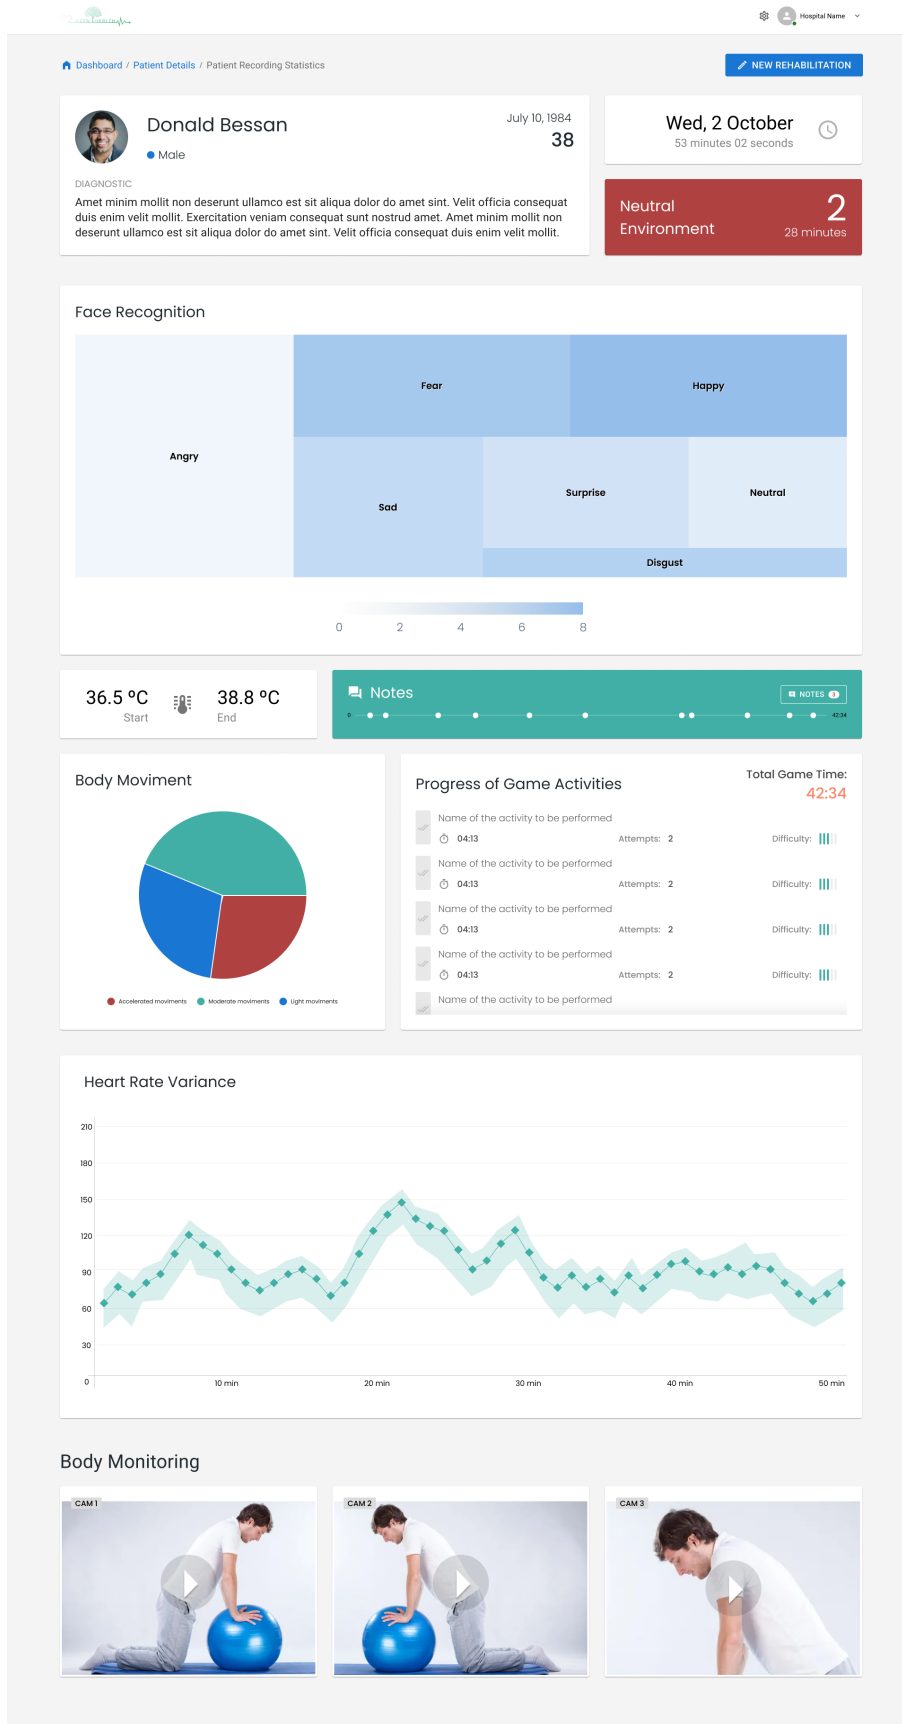 Hospital Name
Dashboard / Patient Details / Patient Recording Statistics
NEW REHABILITATION
Donald Bessan
Male
July 10, 1984
38
DIAGNOSTIC
Amet minim mollit non deserunt ullamco est sit aliqua dolor do amet sint. Velit officia consequat
duis enim velit mollit. Exercitation veniam consequat sunt nostrud amet. Amet minim mollit non
deserunt ullamco est sit aliqua dolor do amet sint. Velit officia consequat duis enim velit mollit.
Wed, 2 October
53 minutes 02 seconds
Neutral
Environment
2
28 minutes
Face Recognition
Fear
Happy
Angry
Sad
Surprise
Neutral
Disgust
0 2 4 6 8
36.5 ºC
Start
38.8 ºC
End
Notes
NOTES 3
0
42:34
Body Moviment
Accelerated moviments
Moderate moviments
Light moviments
Progress of Game Activities
Total Game Time:
42:34
Name of the activity to be performed
04:13 Attempts: 2 Difficulty:
Name of the activity to be performed
04:13 Attempts: 2 Difficulty:
Name of the activity to be performed
04:13 Attempts: 2 Difficulty:
Name of the activity to be performed
04:13 Attempts: 2 Difficulty:
Name of the activity to be performed
Heart Rate Variance
210
180
150
120
90
60
30
0
10 min 20 min 30 min 40 min 50 min
Body Monitoring
CAM 1
CAM 2
CAM 3